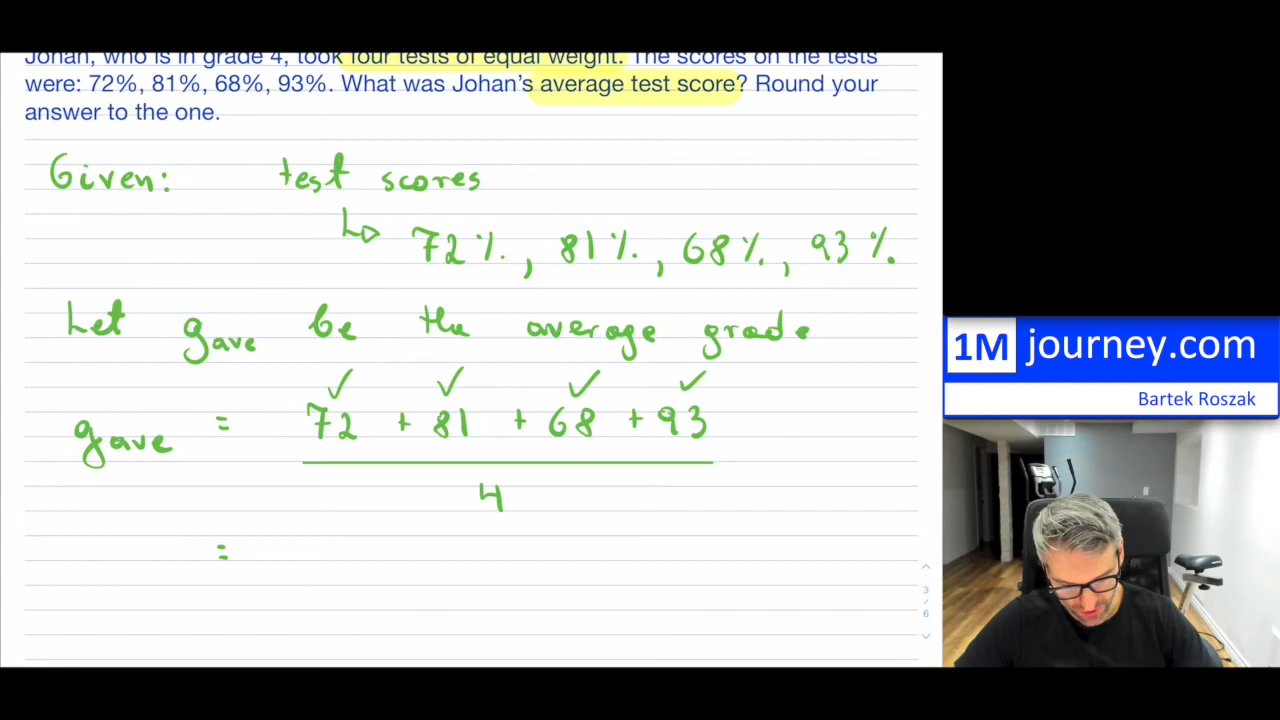 Johan, who is in grade 4, took four tests of equal weight. The scores on the tests
were: 72%, 81%, 68%, 93%. What was Johan's average test score? Round your
answer to the one.
Given: test scores
↳ 72%, 81%, 68%, 93%
Let gave be the average grade
✓ ✓ ✓ ✓
gave = 72 + 81 + 68 + 93
4
=
1M journey.com
Bartek Roszak
3
/
6